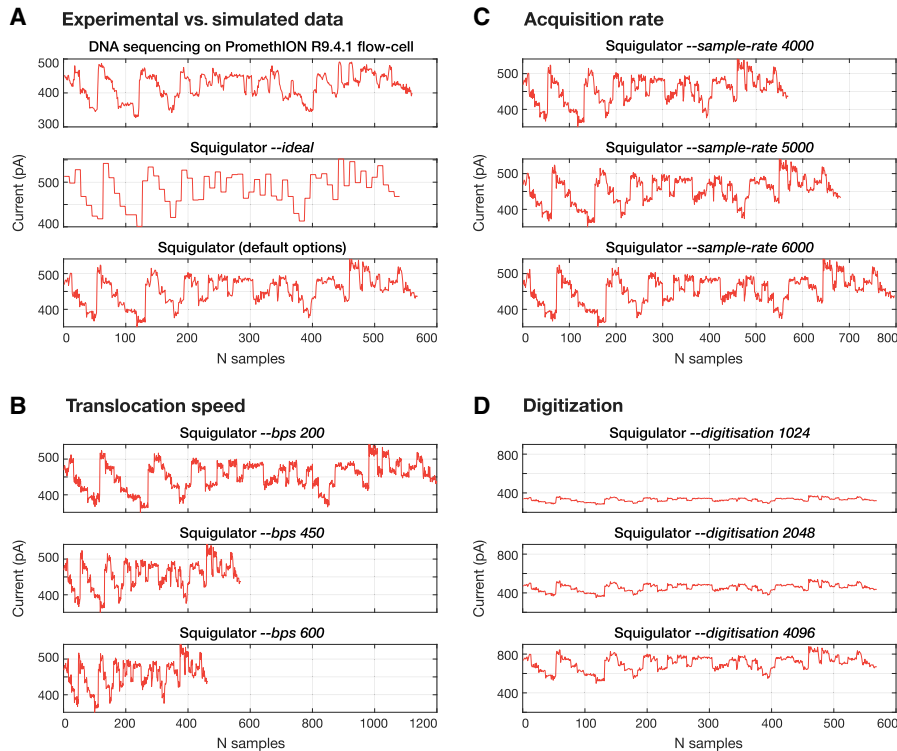 A Experimental vs. simulated data
DNA sequencing on PromethION R9.4.1 flow-cell
500
400
300
Squigulator --ideal
500
400
Squigulator (default options)
500
400
0 100 200 300 400 500 600
N samples
Current (pA)
C Acquisition rate
Squigulator --sample-rate 4000
500
400
Squigulator --sample-rate 5000
500
400
Squigulator --sample-rate 6000
500
400
0 100 200 300 400 500 600 700 800
N samples
Current (pA)
B Translocation speed
Squigulator --bps 200
500
400
Squigulator --bps 450
500
400
Squigulator --bps 600
500
400
0 200 400 600 800 1000 1200
N samples
Current (pA)
D Digitization
Squigulator --digitisation 1024
800
400
Squigulator --digitisation 2048
800
400
Squigulator --digitisation 4096
800
400
0 100 200 300 400 500 600
N samples
Current (pA)